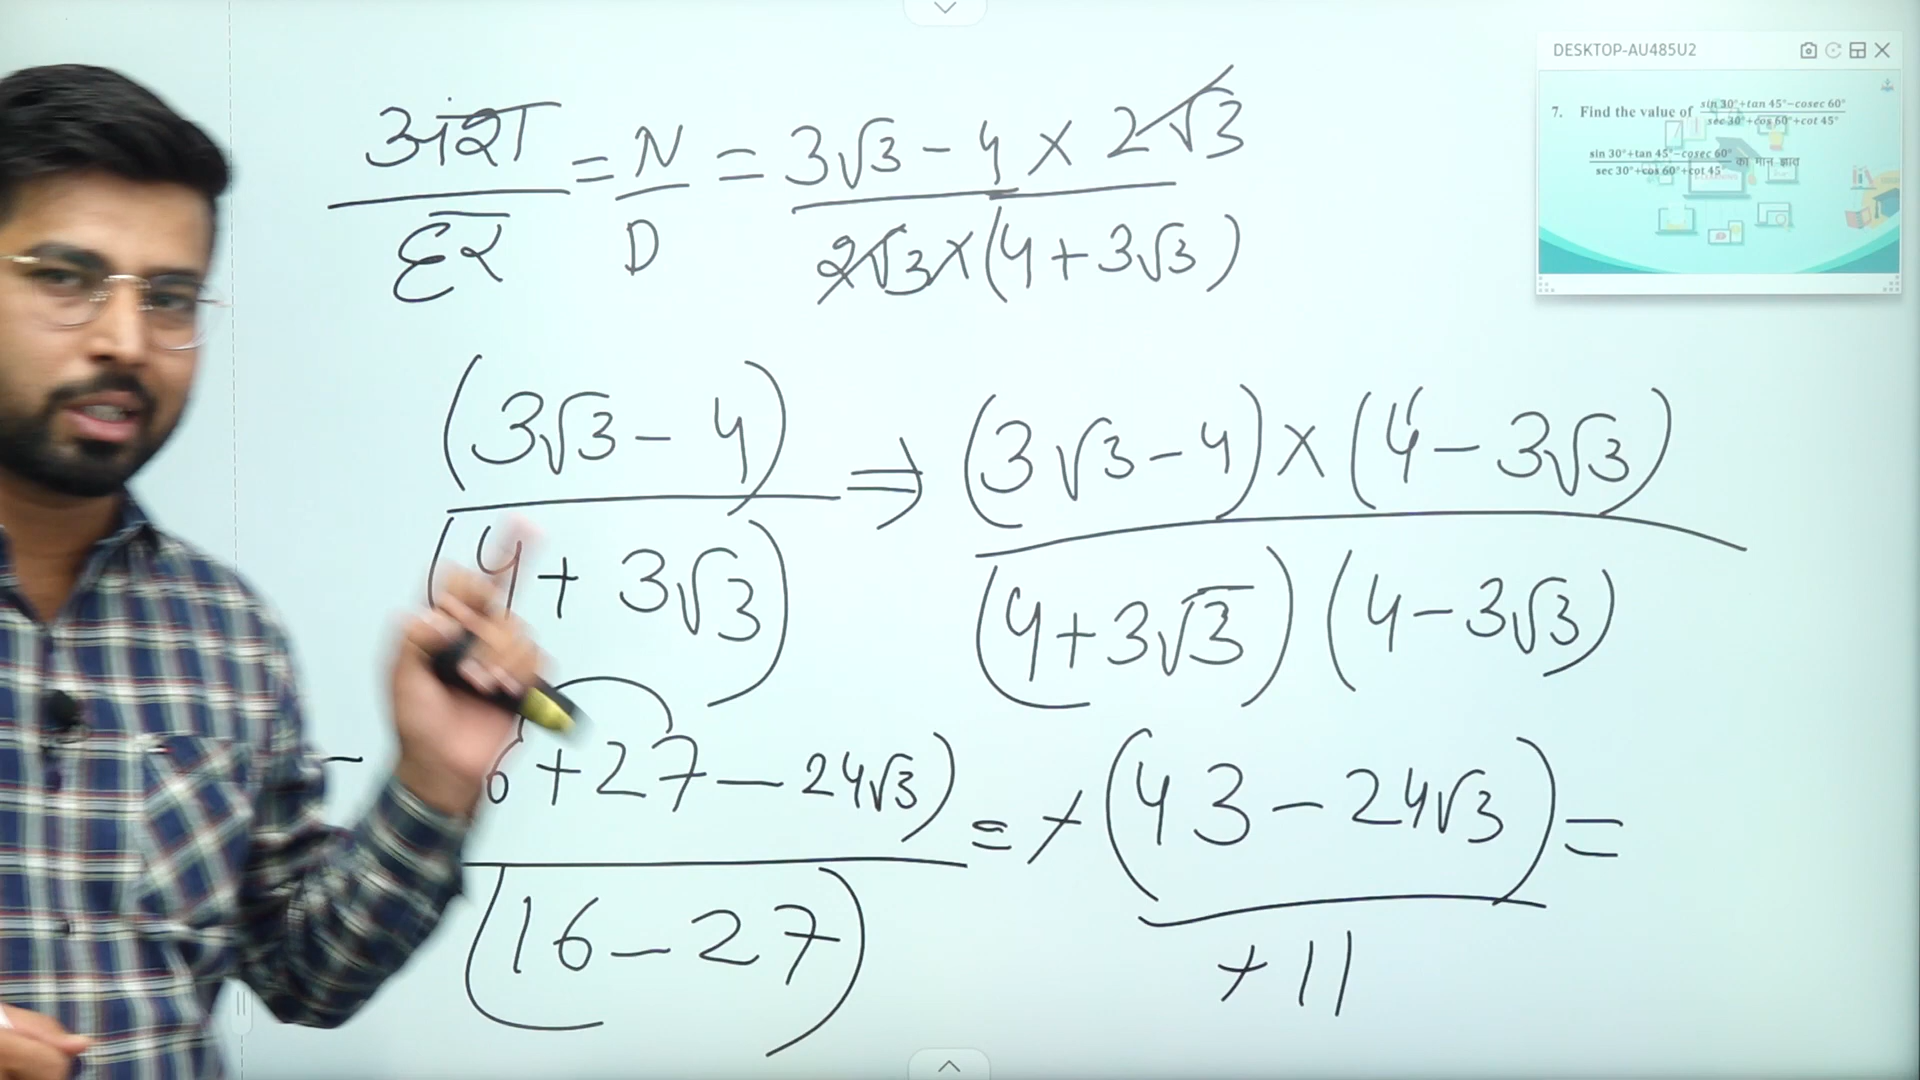 अंश / हर = N / D = 3√3 - 4 × 2√3 / 2√3 × (4 + 3√3)
(3√3 - 4) / (4 + 3√3) ⇒ (3√3 - 4) × (4 - 3√3) / (4 + 3√3) (4 - 3√3)
- 6 + 27 - 24√3) / (16 - 27) = + (43 - 24√3) / + 11 =
DESKTOP-AU485U2
7. Find the value of sin 30°+tan 45°−cosec 60° / sec 30°+cos 60°+cot 45°
sin 30°+tan 45°−cosec 60° / sec 30°+cos 60°+cot 45° का मान ज्ञात